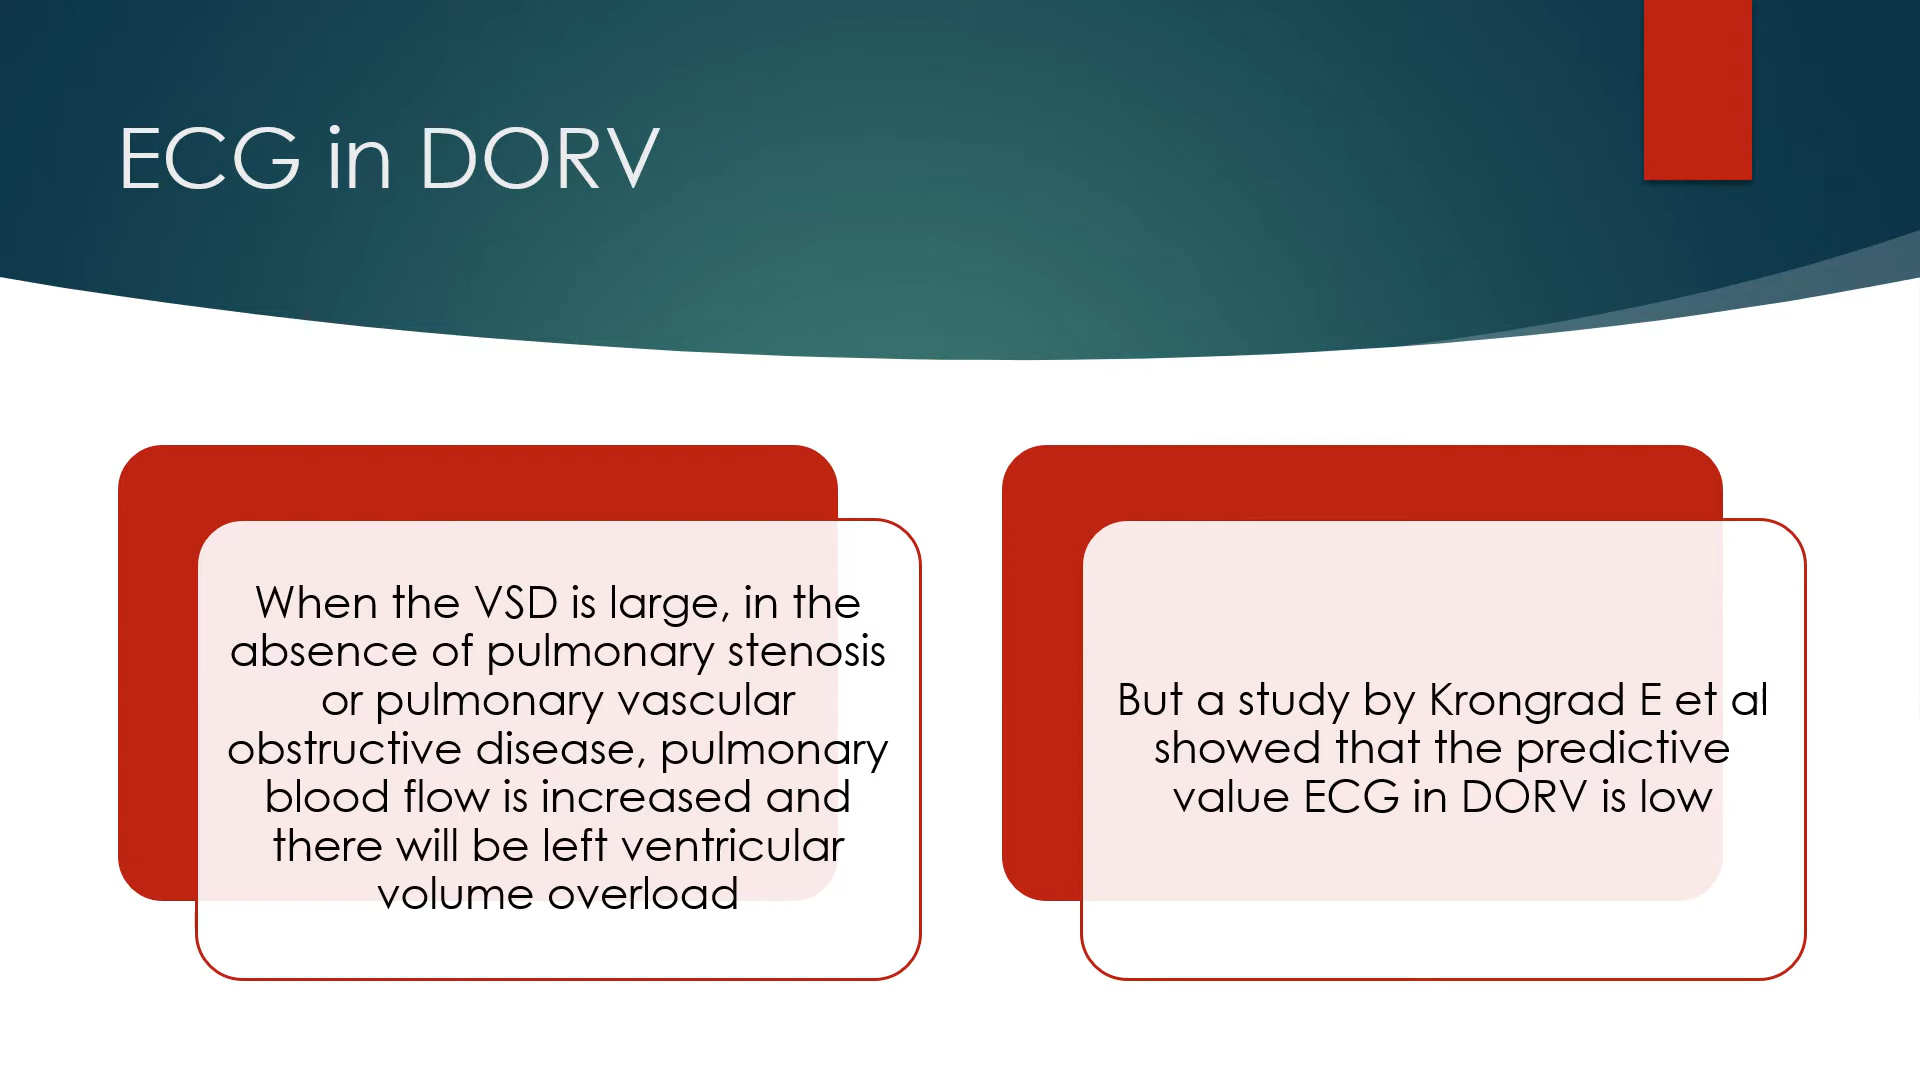 ECG in DORV
When the VSD is large, in the
absence of pulmonary stenosis
or pulmonary vascular
obstructive disease, pulmonary
blood flow is increased and
there will be left ventricular
volume overload
But a study by Krongrad E et al
showed that the predictive
value ECG in DORV is low